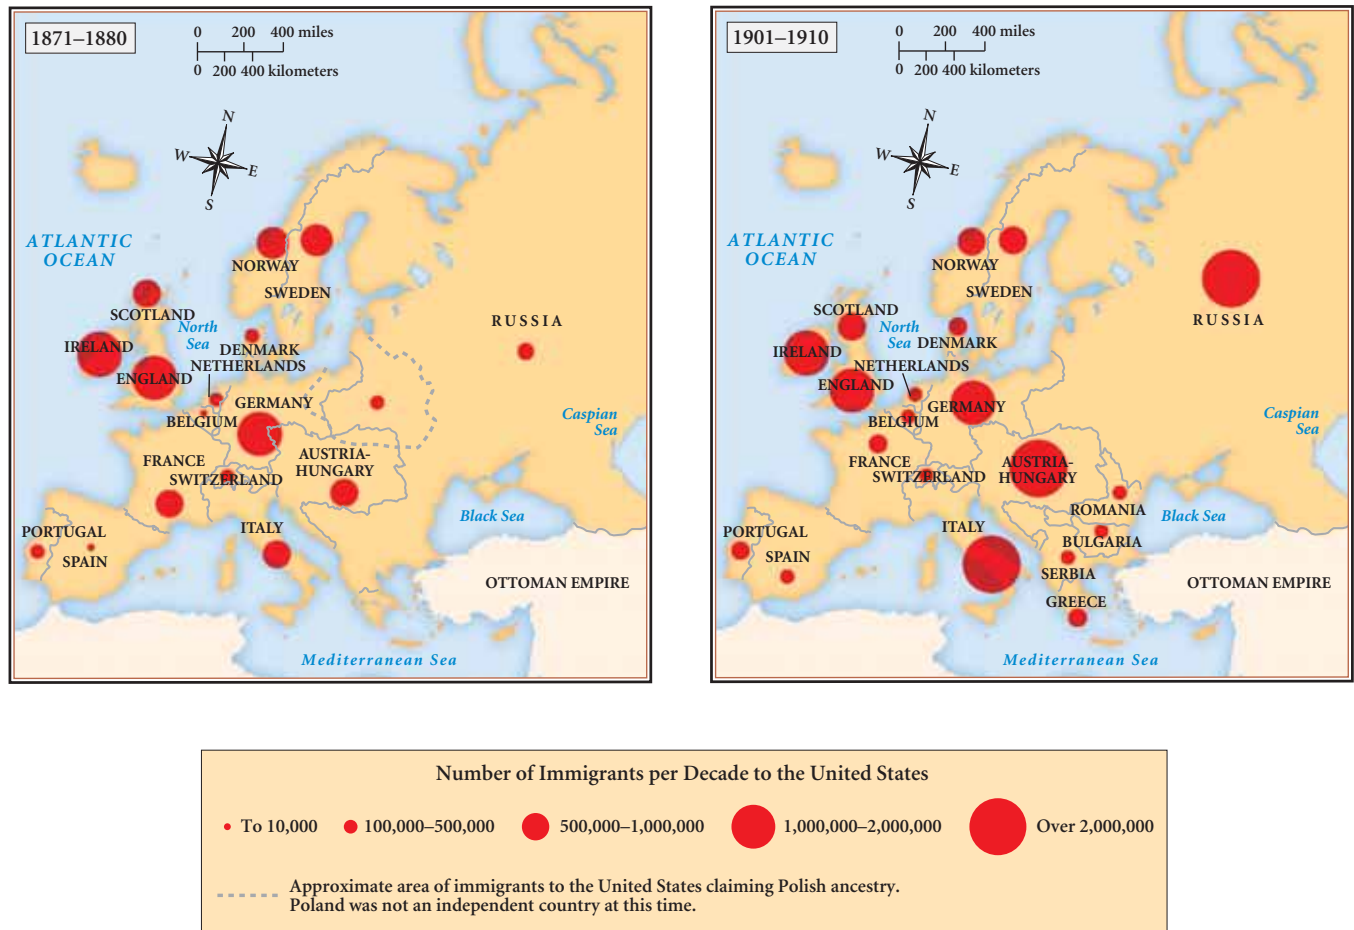 1871–1880
0 200 400 miles
0 200 400 kilometers
N
W
E
S
ATLANTIC
OCEAN
NORWAY
SWEDEN
SCOTLAND
North
Sea
IRELAND
DENMARK
NETHERLANDS
ENGLAND
GERMANY
BELGIUM
RUSSIA
Caspian
Sea
FRANCE
AUSTRIA-
HUNGARY
SWITZERLAND
Black Sea
ITALY
PORTUGAL
SPAIN
OTTOMAN EMPIRE
Mediterranean Sea
1901–1910
0 200 400 miles
0 200 400 kilometers
N
W
E
S
ATLANTIC
OCEAN
NORWAY
SWEDEN
SCOTLAND
North
Sea
DENMARK
IRELAND
NETHERLANDS
ENGLAND
GERMANY
BELGIUM
RUSSIA
Caspian
Sea
FRANCE
AUSTRIA-
HUNGARY
SWITZERLAND
ROMANIA
Black Sea
ITALY
BULGARIA
PORTUGAL
SPAIN
SERBIA
OTTOMAN EMPIRE
GREECE
Mediterranean Sea
Number of Immigrants per Decade to the United States
To 10,000 100,000–500,000 500,000–1,000,000 1,000,000–2,000,000 Over 2,000,000
Approximate area of immigrants to the United States claiming Polish ancestry.
Poland was not an independent country at this time.